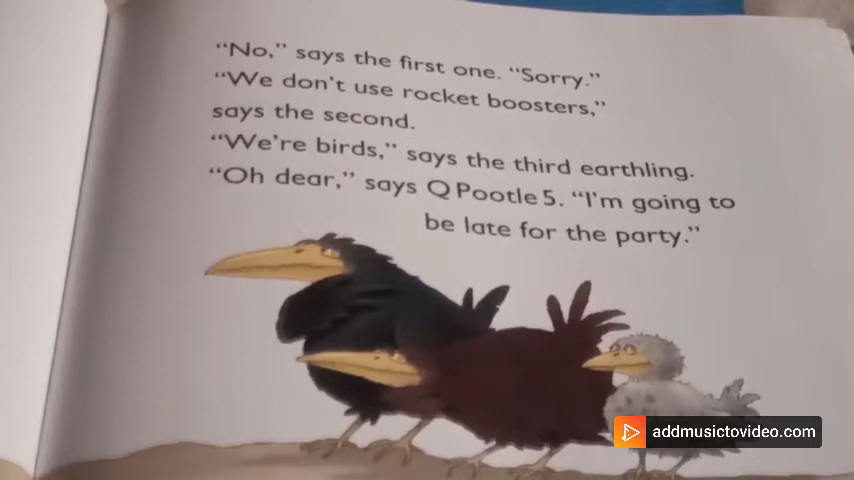 “No,” says the first one. “Sorry.”
“We don’t use rocket boosters,”
says the second.
“We’re birds,” says the third earthling.
“Oh dear,” says Q Pootle 5. “I’m going to
be late for the party.”
addmusictovideo.com